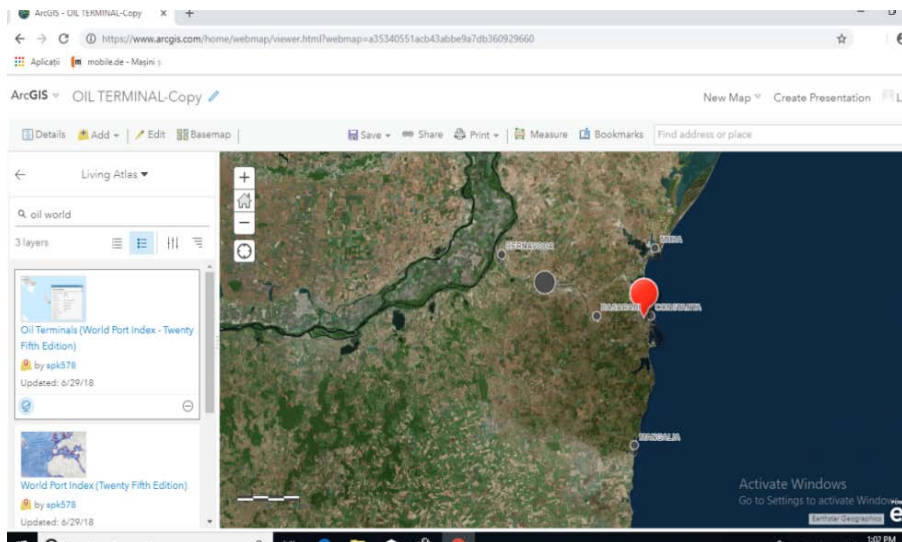 ArcGIS - OIL TERMINAL-Copy
https://www.arcgis.com/home/webmap/viewer.html?webmap=a35340551acb43abbe9a7db360929660
Aplicații mobile.de - Mașini ș
ArcGIS OIL TERMINAL-Copy New Map Create Presentation L
Details Add Edit Basemap Save Share Print Measure Bookmarks Find address or place
Living Atlas
oil world
3 layers
Oil Terminals (World Port Index - Twenty
Fifth Edition)
by spk578
Updated: 6/29/18
World Port Index (Twenty Fifth Edition)
by spk578
Updated: 6/29/18
MIDIA
CONSTANTA
MANGALIA
Activate Windows
Go to Settings to activate Windows
Earthstar Geographics
1:02 PM